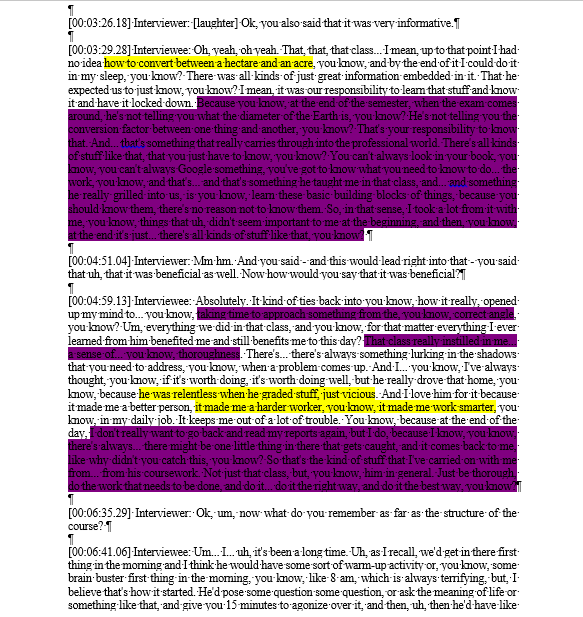 ¶
[00:03:26.18] Interviewer: [laughter] Ok, you also said that it was very informative.¶
¶
[00:03:29.28] Interviewee: Oh, yeah, oh yeah. That, that, that class... I mean, up to that point I had
no idea how to convert between a hectare and an acre, you know, and by the end of it I could do it
in my sleep, you know? There was all kinds of just great information embedded in it. That he
expected us to just know, you know? I mean, it was our responsibility to learn that stuff and know
it and have it locked down. Because you know, at the end of the semester, when the exam comes
around, he's not telling you what the diameter of the Earth is, you know? He's not telling you the
conversion factor between one thing and another, you know? That's your responsibility to know
that. And... that's something that really carries through into the professional world. There's all kinds
of stuff like that, that you just have to know, you know? You can't always look in your book, you
know, you can't always Google something, you've got to know what you need to know to do... the
work, you know, and that's... and that's something he taught me in that class, and... and something
he really grilled into us, is you know, learn these basic building blocks of things, because you
should know them, there's no reason not to know them. So, in that sense, I took a lot from it with
me, you know, things that uh, didn't seem important to me at the beginning, and then, you know,
at the end it's just... there's all kinds of stuff like that, you know? ¶
¶
[00:04:51.04] Interviewer: Mm hm. And you said - and this would lead right into that - you said
that uh, that it was beneficial as well. Now how would you say that it was beneficial?¶
¶
[00:04:59.13] Interviewee: Absolutely. It kind of ties back into you know, how it really, opened
up my mind to... you know, taking time to approach something from the, you know, correct angle,
you know? Um, everything we did in that class, and you know, for that matter everything I ever
learned from him benefited me and still benefits me to this day? That class really instilled in me...
a sense of... you know, thoroughness. There's... there's always something lurking in the shadows
that you need to address, you know, when a problem comes up. And I... you know, I've always
thought, you know, if it's worth doing, it's worth doing well, but he really drove that home, you
know, because he was relentless when he graded stuff, just vicious. And I love him for it because
it made me a better person, it made me a harder worker, you know, it made me work smarter, you
know, in my daily job. It keeps me out of a lot of trouble. You know, because at the end of the
day, I don't really want to go back and read my reports again, but I do, because I know, you know,
there's always... there might be one little thing in there that gets caught, and it comes back to me,
like why didn't you catch this, you know? So that's the kind of stuff that I've carried on with me
from... from his coursework. Not just that class, but, you know, him in general. Just be thorough,
do the work that needs to be done, and do it... do it the right way, and do it the best way, you know?¶
¶
[00:06:35.29] Interviewer: Ok, um, now what do you remember as far as the structure of the
course? ¶
¶
[00:06:41.06] Interviewee: Um... I... uh, it's been a long time. Uh, as I recall, we'd get in there first
thing in the morning and I think he would have some sort of warm-up activity or, you know, some
brain buster first thing in the morning, you know, like 8 am, which is always terrifying, but, I
believe that's how it started. He'd pose some question some question, or ask the meaning of life or
something like that, and give you 15 minutes to agonize over it, and then, uh, then he'd have like